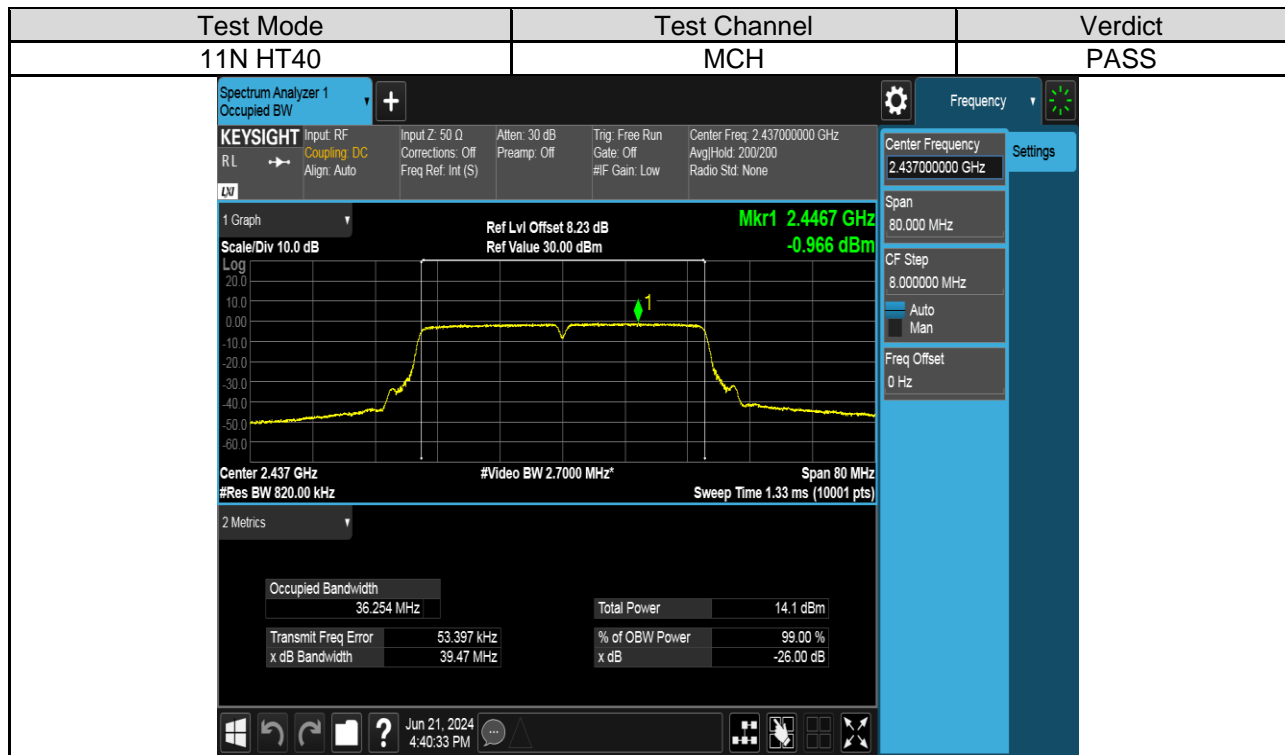 Test Mode Test Channel Verdict
11N HT40 MCH PASS
Spectrum Analyzer 1
Occupied BW
+
Frequency
KEYSIGHT Input: RF Input Z: 50 Ω Atten: 30 dB Trig: Free Run Center Freq: 2.437000000 GHz
RL Coupling: DC Corrections: Off Preamp: Off Gate: Off Avg|Hold: 200/200
Align: Auto Freq Ref: Int (S) #IF Gain: Low Radio Std: None
LXI
Center Frequency
2.437000000 GHz
Settings
Span
80.000 MHz
CF Step
8.000000 MHz
Auto
Man
Freq Offset
0 Hz
1 Graph Ref Lvl Offset 8.23 dB Mkr1 2.4467 GHz
Scale/Div 10.0 dB Ref Value 30.00 dBm -0.966 dBm
Log
20.0
10.0
1
0.00
-10.0
-20.0
-30.0
-40.0
-50.0
-60.0
Center 2.437 GHz #Video BW 2.7000 MHz* Span 80 MHz
#Res BW 820.00 kHz Sweep Time 1.33 ms (10001 pts)
2 Metrics
Occupied Bandwidth
36.254 MHz Total Power 14.1 dBm
Transmit Freq Error 53.397 kHz % of OBW Power 99.00 %
x dB Bandwidth 39.47 MHz x dB -26.00 dB
? Jun 21, 2024
4:40:33 PM